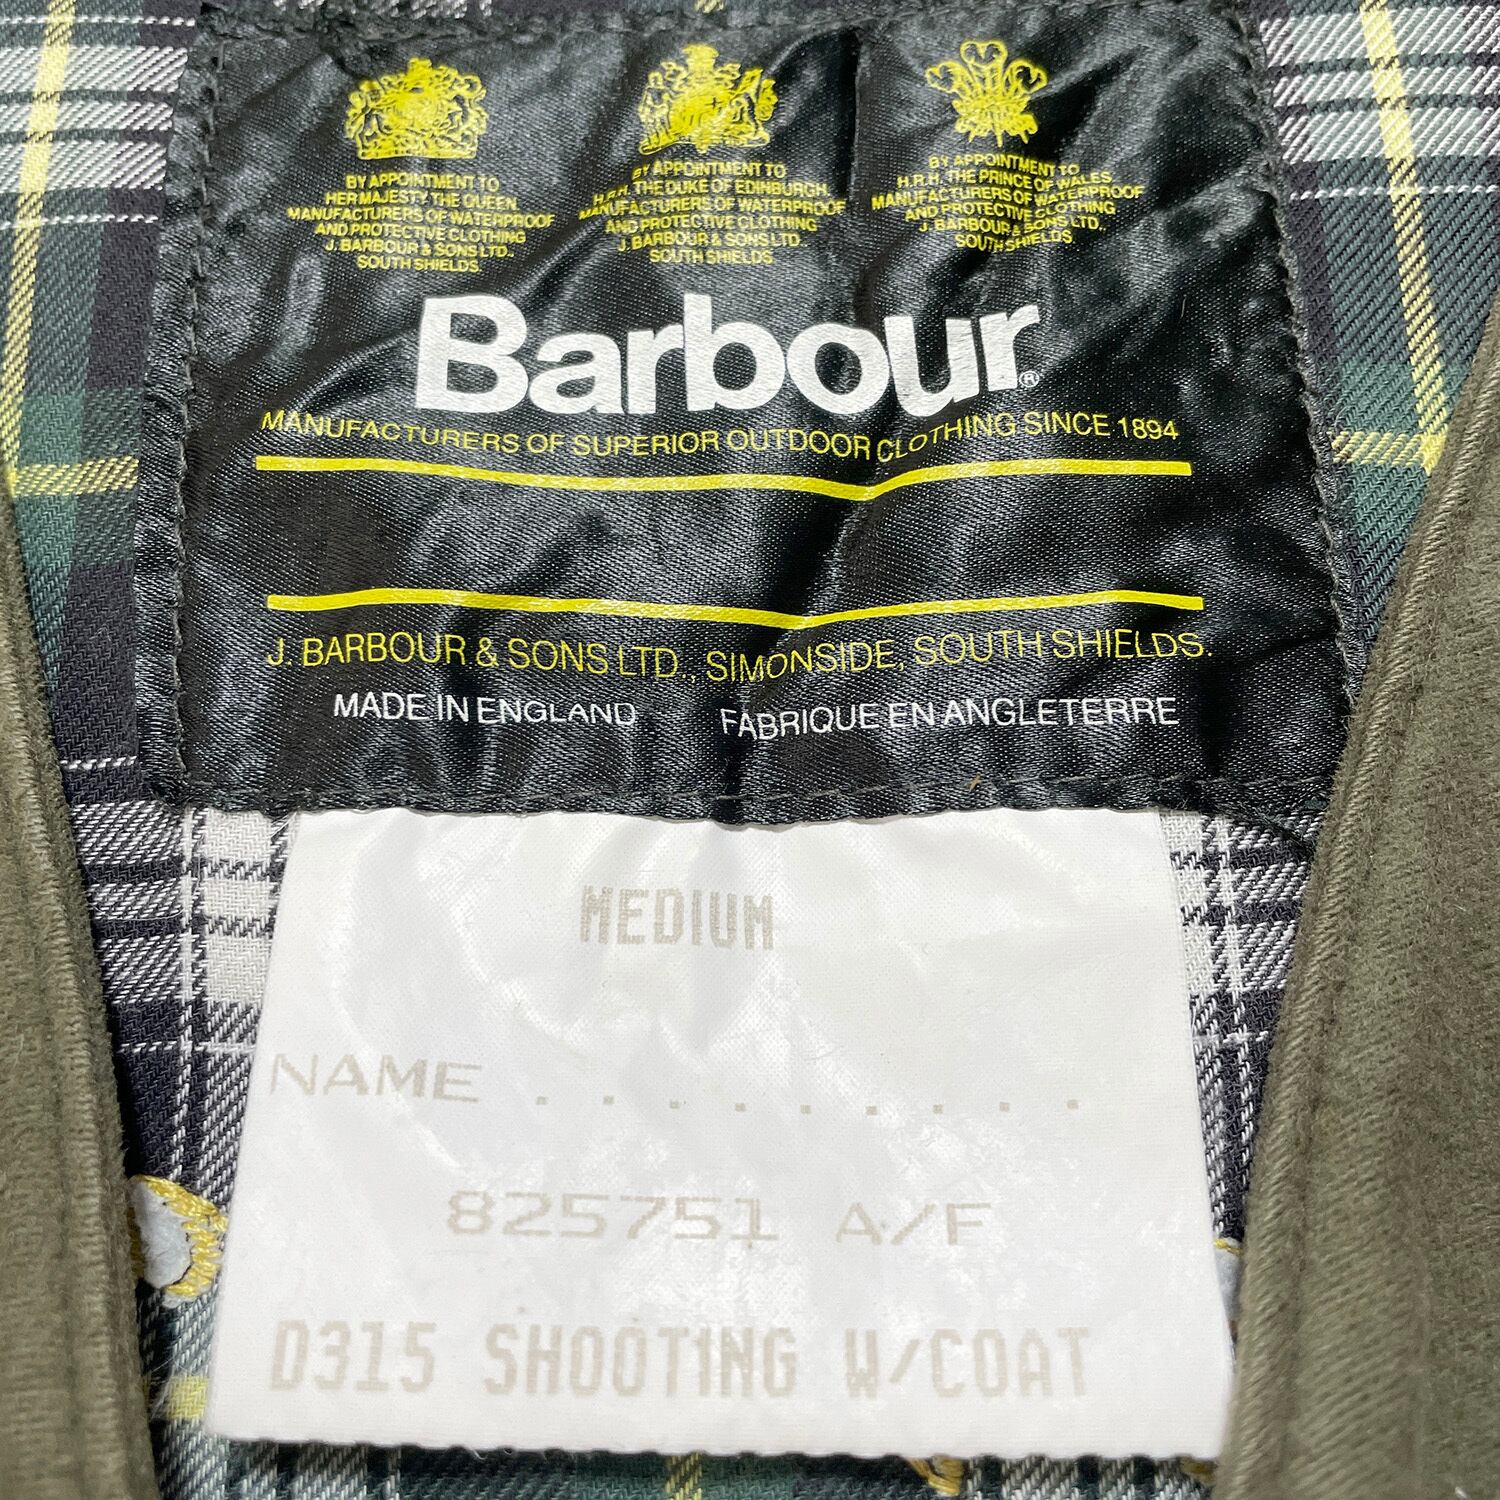 BY APPOINTMENT TO
HER MAJESTY THE QUEEN
MANUFACTURERS OF WATERPROOF
AND PROTECTIVE CLOTHING
J. BARBOUR & SONS LTD.,
SOUTH SHIELDS.
BY APPOINTMENT TO
H.R.H. THE DUKE OF EDINBURGH
MANUFACTURERS OF WATERPROOF
AND PROTECTIVE CLOTHING
J. BARBOUR & SONS LTD.
SOUTH SHIELDS.
BY APPOINTMENT TO
H.R.H. THE PRINCE OF WALES
MANUFACTURERS OF WATERPROOF
AND PROTECTIVE CLOTHING
J. BARBOUR & SONS LTD.,
SOUTH SHIELDS.
Barbour®
MANUFACTURERS OF SUPERIOR OUTDOOR CLOTHING SINCE 1894
J. BARBOUR & SONS LTD., SIMONSIDE, SOUTH SHIELDS.
MADE IN ENGLAND FABRIQUE EN ANGLETERRE
MEDIUM
NAME . . . . . . . . .
825751 A/F
D315 SHOOTING W/COAT